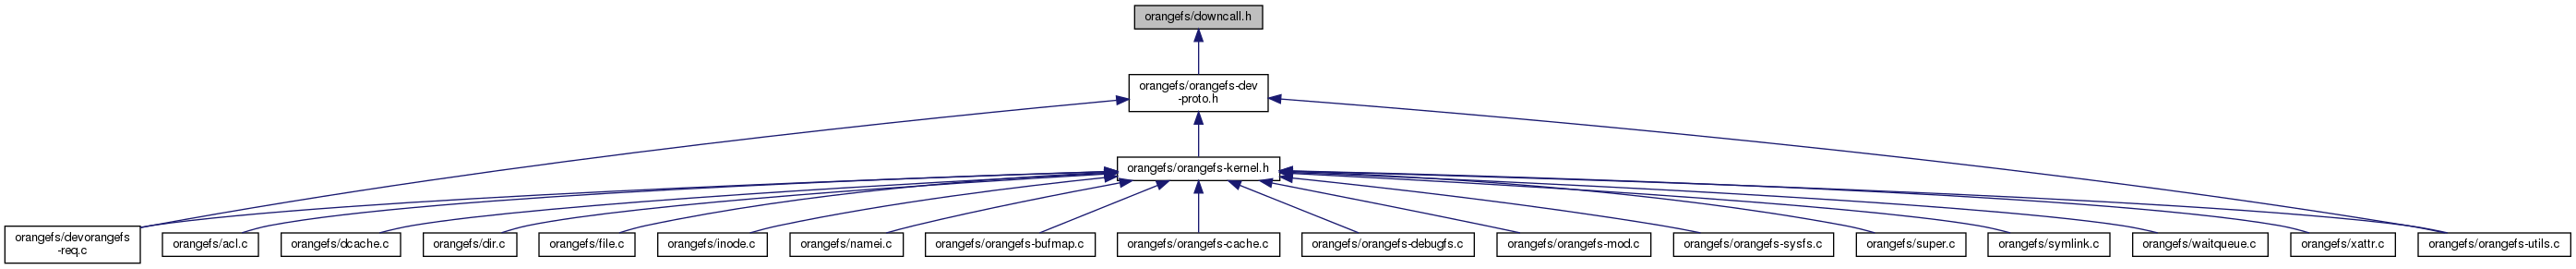 orangefs/downcall.h
orangefs/orangefs-dev
-proto.h
orangefs/orangefs-kernel.h
orangefs/devorangefs
-req.c
orangefs/acl.c
orangefs/dcache.c
orangefs/dir.c
orangefs/file.c
orangefs/inode.c
orangefs/namei.c
orangefs/orangefs-bufmap.c
orangefs/orangefs-cache.c
orangefs/orangefs-debugfs.c
orangefs/orangefs-mod.c
orangefs/orangefs-sysfs.c
orangefs/super.c
orangefs/symlink.c
orangefs/waitqueue.c
orangefs/xattr.c
orangefs/orangefs-utils.c